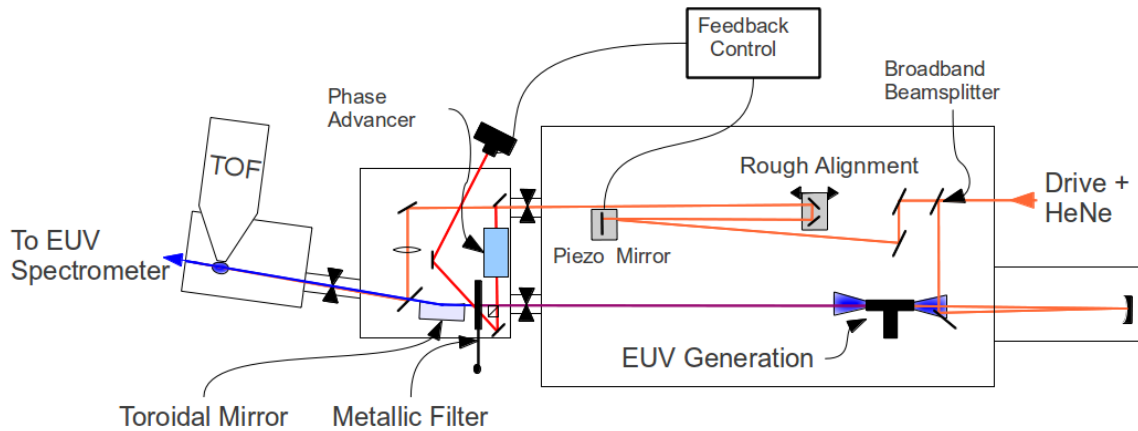 Feedback
Control
Broadband
Beamsplitter
Phase
Advancer
TOF
Rough Alignment
Drive +
HeNe
To EUV
Spectrometer
Piezo Mirror
EUV Generation
Toroidal Mirror
Metallic Filter